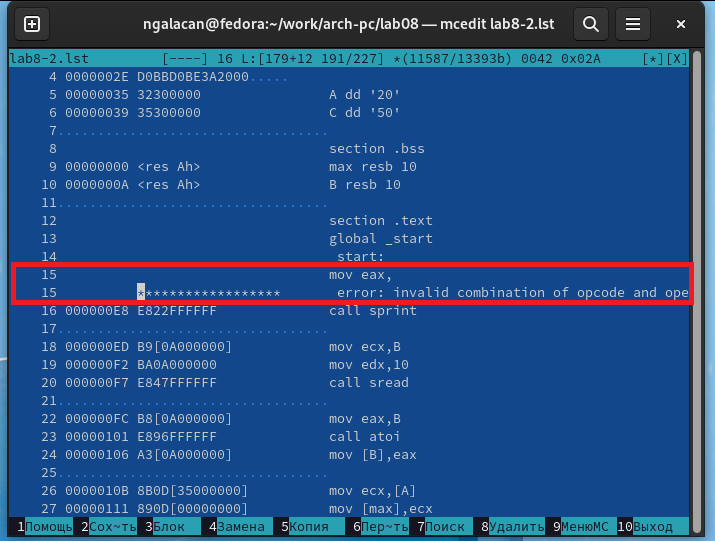 ngalacan@fedora:~/work/arch-pc/lab08 — mcedit lab8-2.lst
lab8-2.lst [----] 16 L:[179+12 191/227] *(11587/13393b) 0042 0x02A [*][X]
4 0000002E D0BBD0BE3A2000.....
5 00000035 32300000 A dd '20'
6 00000039 35300000 C dd '50'
7..................................
8 section .bss
9 00000000 <res Ah> max resb 10
10 0000000A <res Ah> B resb 10
11..................................
12 section .text
13 global _start
14 start:
15 mov eax,
15 ****************** error: invalid combination of opcode and ope
16 000000E8 E822FFFFFF call sprint
17..................................
18 000000ED B9[0A000000] mov ecx,B
19 000000F2 BA0A000000 mov edx,10
20 000000F7 E847FFFFFF call sread
21..................................
22 000000FC B8[0A000000] mov eax,B
23 00000101 E896FFFFFF call atoi
24 00000106 A3[0A000000] mov [B],eax
25..................................
26 0000010B 8B0D[35000000] mov ecx,[A]
27 00000111 890D[00000000] mov [max],ecx
1Помощь 2Сох~ть 3Блок 4Замена 5Копия 6Пер~ть 7Поиск 8Удалить 9МенюMC 10Выход